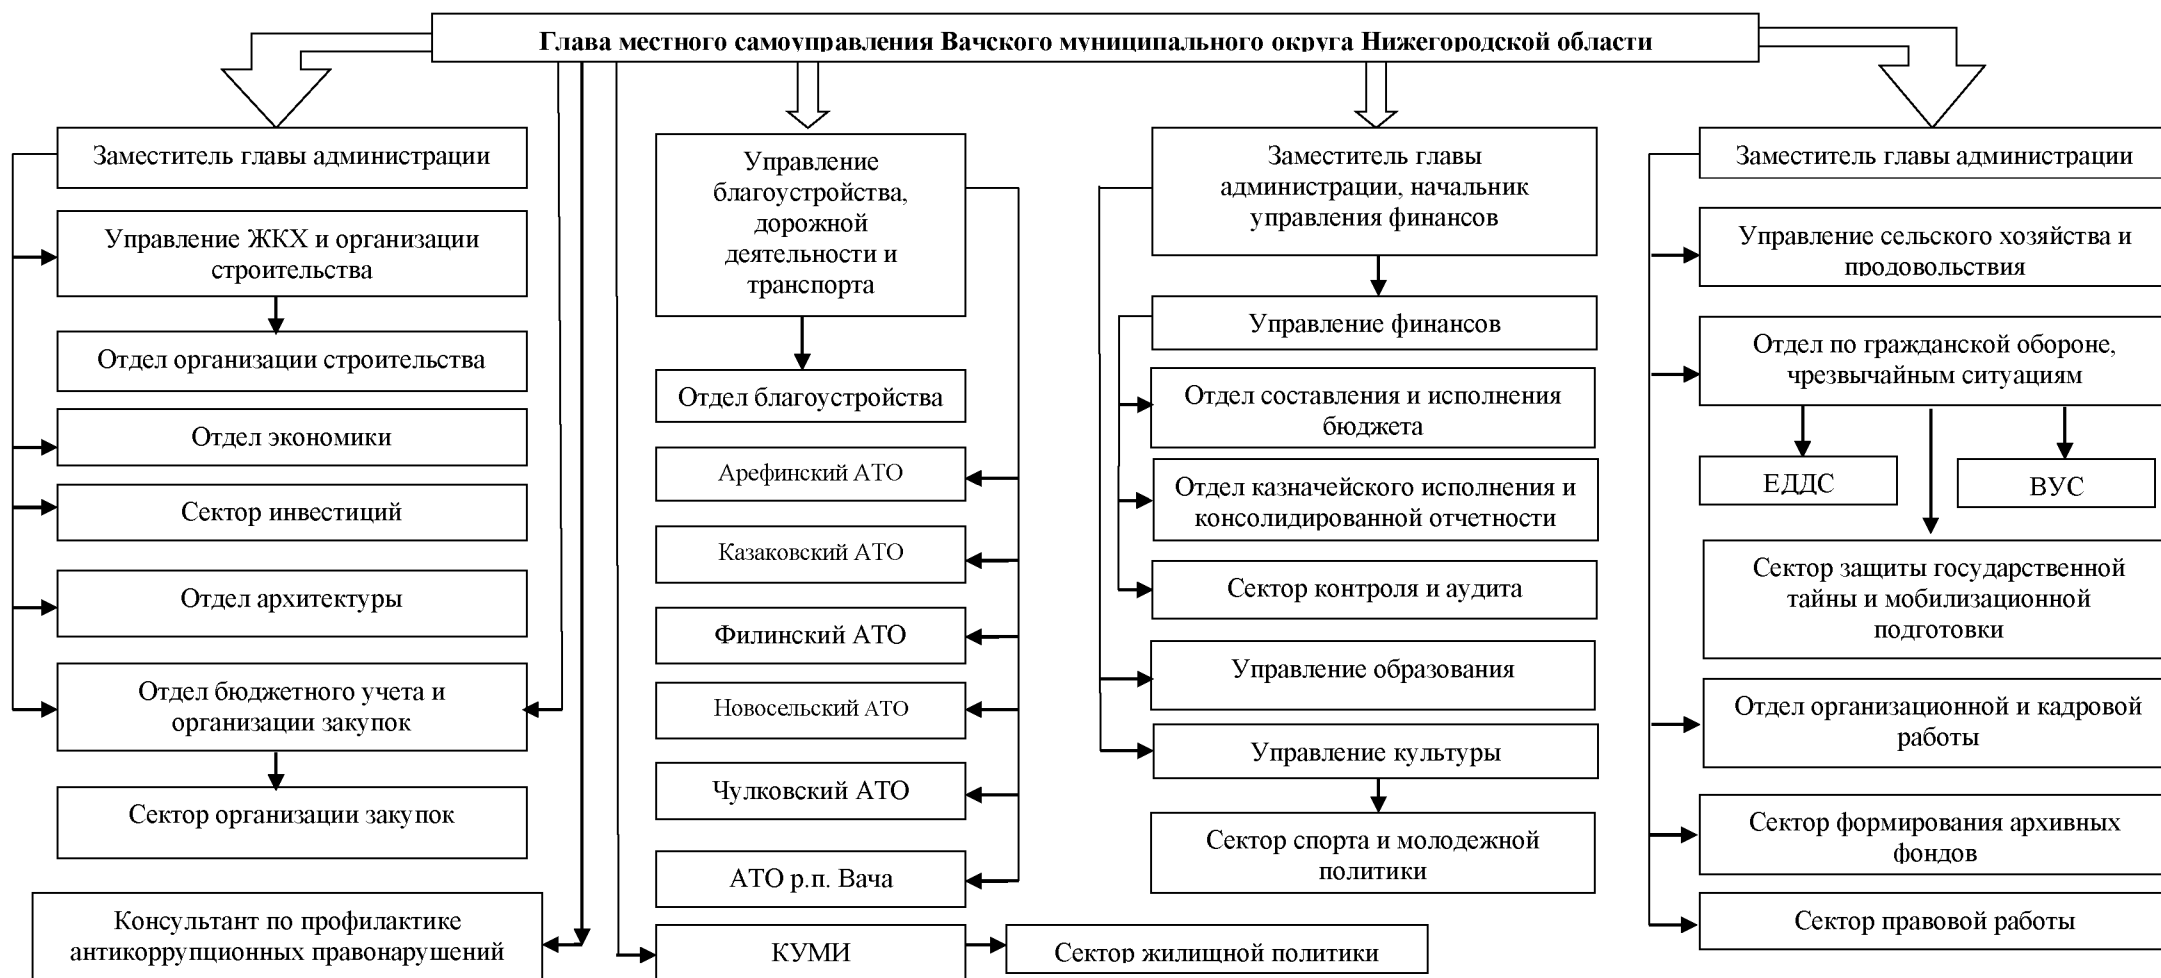 Глава местного самоуправления Вачского муниципального округа Нижегородской области
Заместитель главы администрации
Управление ЖКХ и организации
строительства
Отдел организации строительства
Отдел экономики
Сектор инвестиций
Отдел архитектуры
Отдел бюджетного учета и
организации закупок
Сектор организации закупок
Консультант по профилактике
антикоррупционных правонарушений
Управление
благоустройства,
дорожной
деятельности и
транспорта
Отдел благоустройства
Арефинский АТО
Казаковский АТО
Филинский АТО
Новосельский АТО
Чулковский АТО
АТО р.п. Вача
КУМИ
Сектор жилищной политики
Заместитель главы
администрации, начальник
управления финансов
Управление финансов
Отдел составления и исполнения
бюджета
Отдел казначейского исполнения и
консолидированной отчетности
Сектор контроля и аудита
Управление образования
Управление культуры
Сектор спорта и молодежной
политики
Заместитель главы администрации
Управление сельского хозяйства и
продовольствия
Отдел по гражданской обороне,
чрезвычайным ситуациям
ЕДДС
ВУС
Сектор защиты государственной
тайны и мобилизационной
подготовки
Отдел организационной и кадровой
работы
Сектор формирования архивных
фондов
Сектор правовой работы